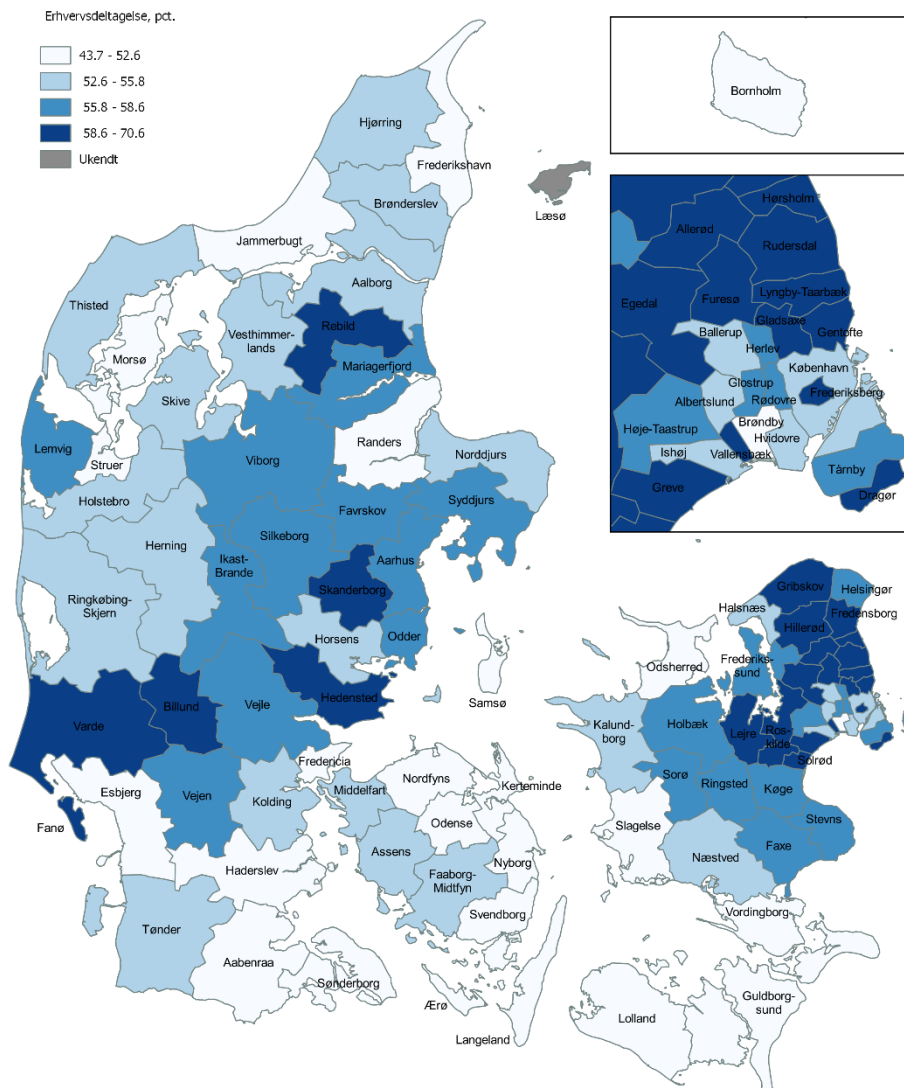 Erhvervsdeltagelse, pct.
43.7 - 52.6
52.6 - 55.8
55.8 - 58.6
58.6 - 70.6
Ukendt
Bornholm
Hjørring
Frederikshavn
Brønderslev
Læsø
Jammerbugt
Aalborg
Thisted
Vesthimmer-
lands
Rebild
Morsø
Mariagerfjord
Skive
Lemvig
Struer
Viborg
Randers
Norddjurs
Holstebro
Favrskov
Syddjurs
Herning
Ikast-
Brande
Silkeborg
Aarhus
Skanderborg
Ringkøbing-
Skjern
Horsens
Odder
Samsø
Hedensted
Varde
Billund
Vejle
Fredericia
Esbjerg
Vejen
Kolding
Middelfart
Nordfyns
Kerteminde
Fanø
Odense
Haderslev
Assens
Nyborg
Faaborg-
Midtfyn
Svendborg
Tønder
Aabenraa
Sønderborg
Ærø
Langeland
Hørsholm
Allerød
Rudersdal
Egedal
Furesø
Lyngby-Taarbæk
Gladsaxe
Gentofte
Ballerup
Herlev
København
Glostrup
Frederiksberg
Albertslund
Rødovre
Høje-Taastrup
Brøndby
Hvidovre
Ishøj
Vallensbæk
Tårnby
Greve
Dragør
Gribskov
Helsingør
Halsnæs
Fredensborg
Hillerød
Odsherred
Frederiks-
sund
Kalund-
borg
Holbæk
Lejre
Ros-
kilde
Solrød
Sorø
Ringsted
Køge
Stevns
Slagelse
Næstved
Faxe
Vordingborg
Guldborg-
sund
Lolland